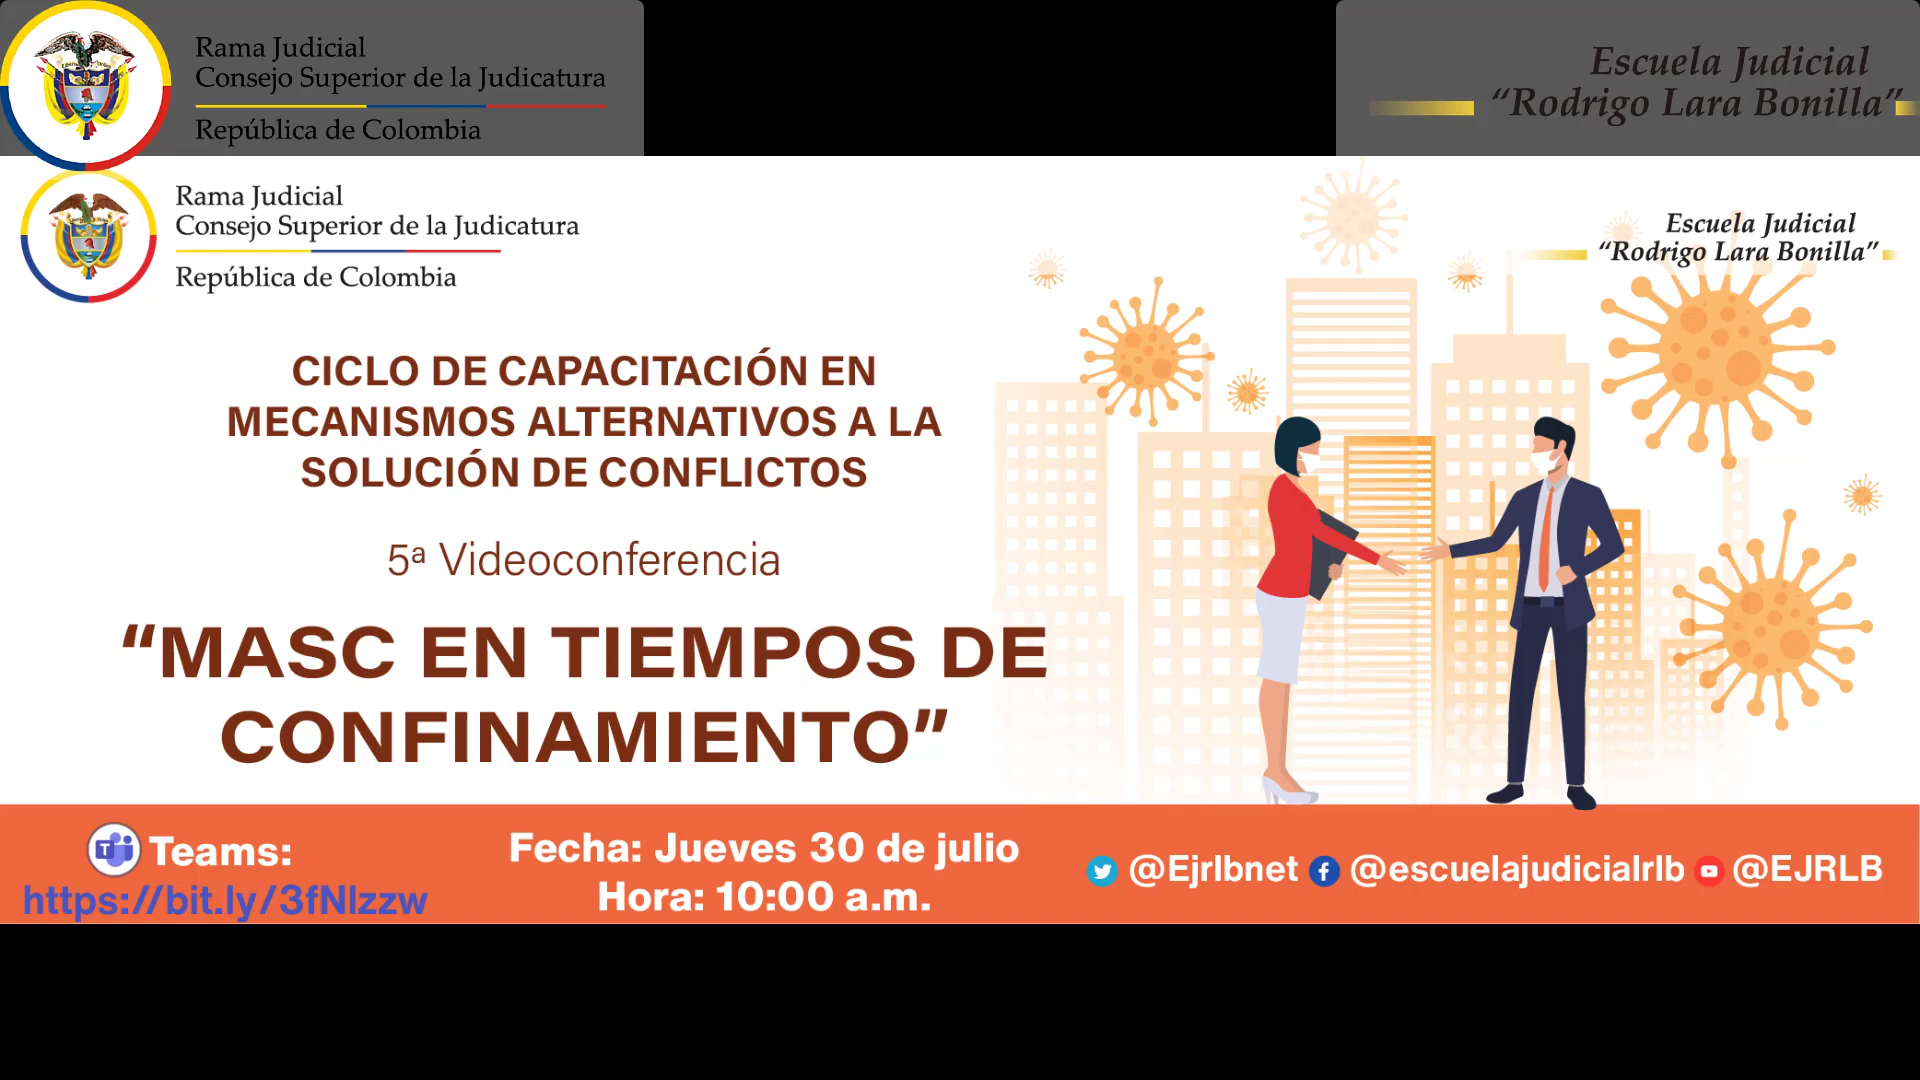 Rama Judicial
Consejo Superior de la Judicatura
República de Colombia
Escuela Judicial
“Rodrigo Lara Bonilla”
Rama Judicial
Consejo Superior de la Judicatura
República de Colombia
Escuela Judicial
“Rodrigo Lara Bonilla”
CICLO DE CAPACITACIÓN EN
MECANISMOS ALTERNATIVOS A LA
SOLUCIÓN DE CONFLICTOS
5ª Videoconferencia
“MASC EN TIEMPOS DE
CONFINAMIENTO”
Teams:
https://bit.ly/3fNlzzw
Fecha: Jueves 30 de julio
Hora: 10:00 a.m.
@Ejrlbnet @escuelajudicialrlb @EJRLB